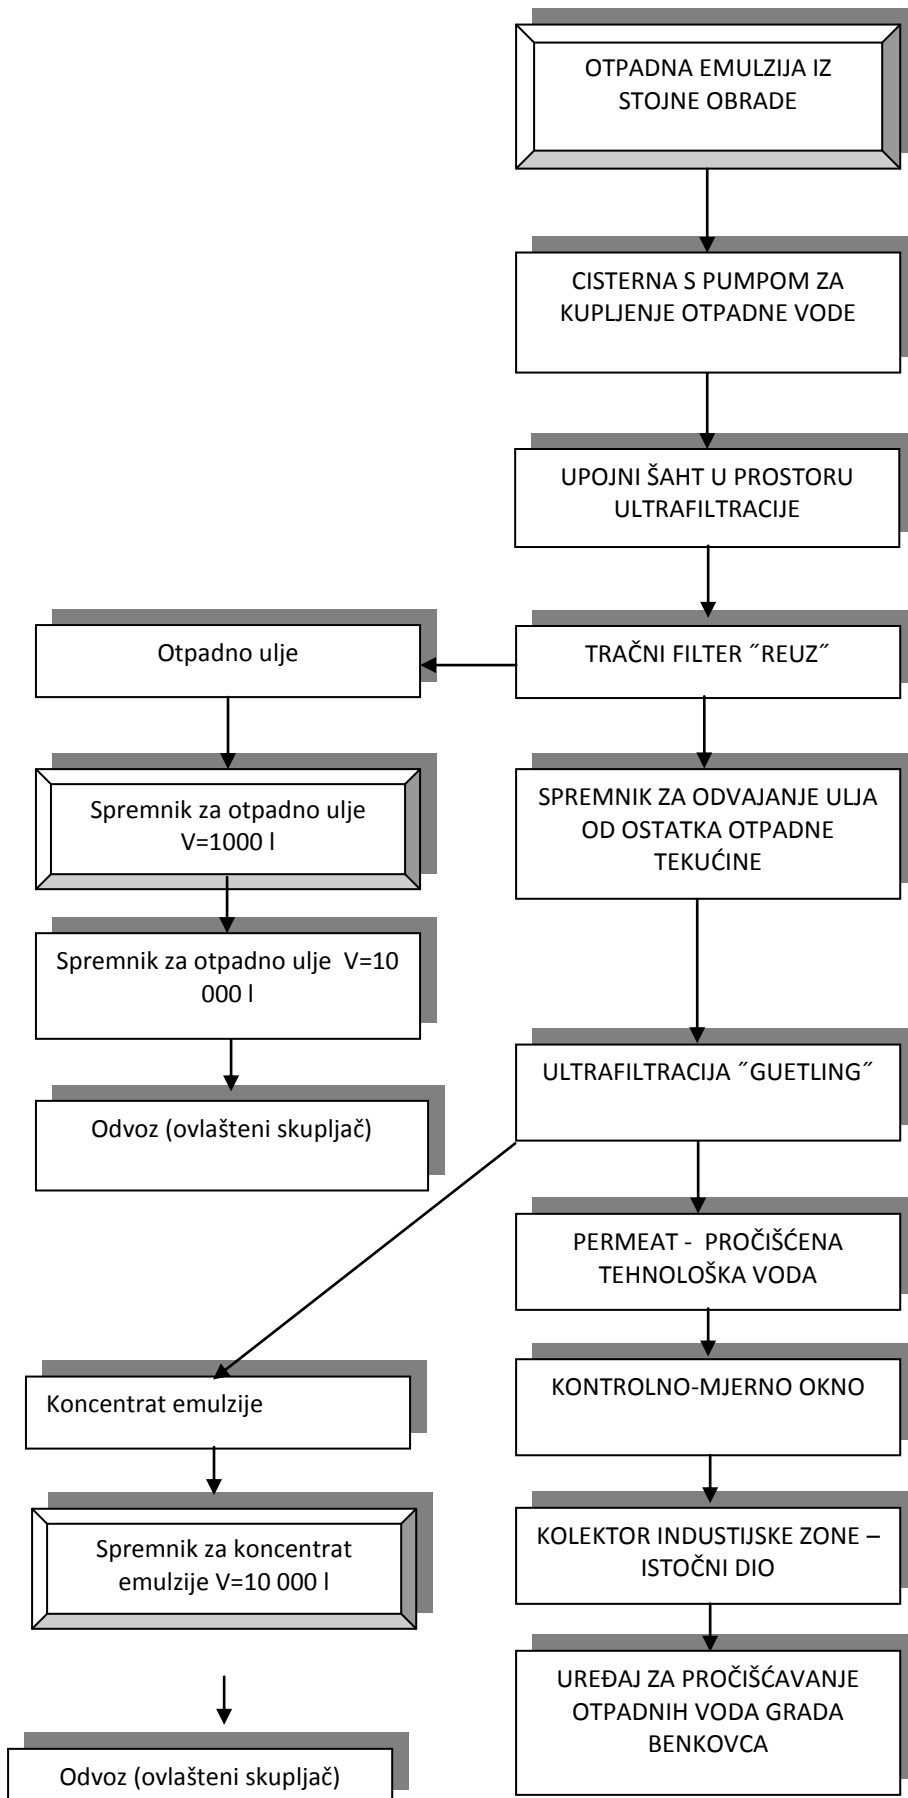 OTPADNA EMULZIJA IZ
STOJNE OBRADE
CISTERNA S PUMPOM ZA
KUPLJENJE OTPADNE VODE
UPOJNI ŠAHT U PROSTORU
ULTRAFILTRACIJE
TRAČNI FILTER ˝REUZ˝
Otpadno ulje
Spremnik za otpadno ulje
V=1000 l
Spremnik za otpadno ulje V=10
000 l
Odvoz (ovlašteni skupljač)
SPREMNIK ZA ODVAJANJE ULJA
OD OSTATKA OTPADNE
TEKUĆINE
ULTRAFILTRACIJA ˝GUETLING˝
PERMEAT - PROČIŠĆENA
TEHNOLOŠKA VODA
KONTROLNO-MJERNO OKNO
KOLEKTOR INDUSTIJSKE ZONE –
ISTOČNI DIO
UREĐAJ ZA PROČIŠĆAVANJE
OTPADNIH VODA GRADA
BENKOVCA
Koncentrat emulzije
Spremnik za koncentrat
emulzije V=10 000 l
Odvoz (ovlašteni skupljač)